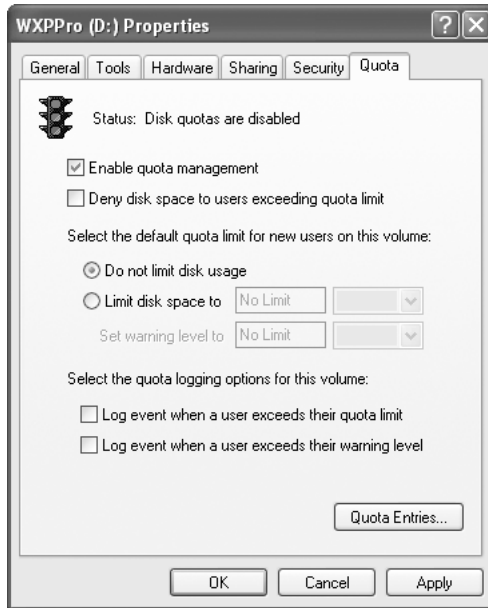 WXPPro (D:) Properties
General Tools Hardware Sharing Security Quota
Status: Disk quotas are disabled
Enable quota management
Deny disk space to users exceeding quota limit
Select the default quota limit for new users on this volume:
Do not limit disk usage
Limit disk space to No Limit
Set warning level to No Limit
Select the quota logging options for this volume:
Log event when a user exceeds their quota limit
Log event when a user exceeds their warning level
Quota Entries...
OK Cancel Apply